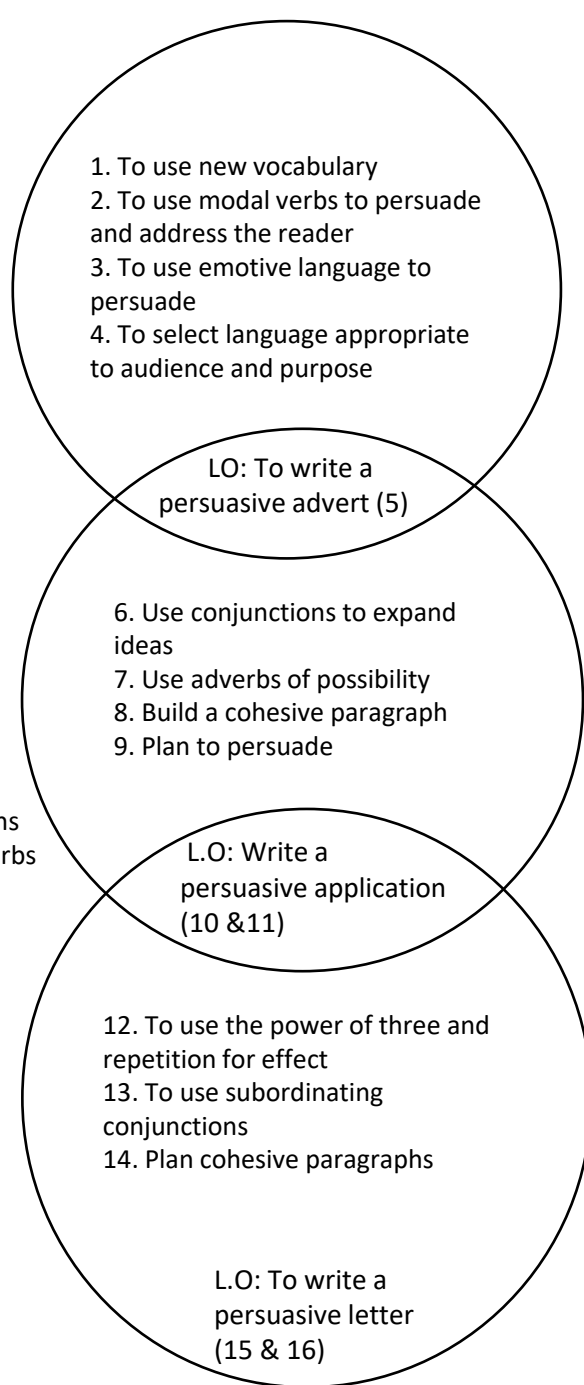 1. To use new vocabulary
2. To use modal verbs to persuade
and address the reader
3. To use emotive language to
persuade
4. To select language appropriate
to audience and purpose
LO: To write a
persuasive advert (5)
6. Use conjunctions to expand
ideas
7. Use adverbs of possibility
8. Build a cohesive paragraph
9. Plan to persuade
L.O: Write a
persuasive application
(10 &11)
12. To use the power of three and
repetition for effect
13. To use subordinating
conjunctions
14. Plan cohesive paragraphs
L.O: To write a
persuasive letter
(15 & 16)